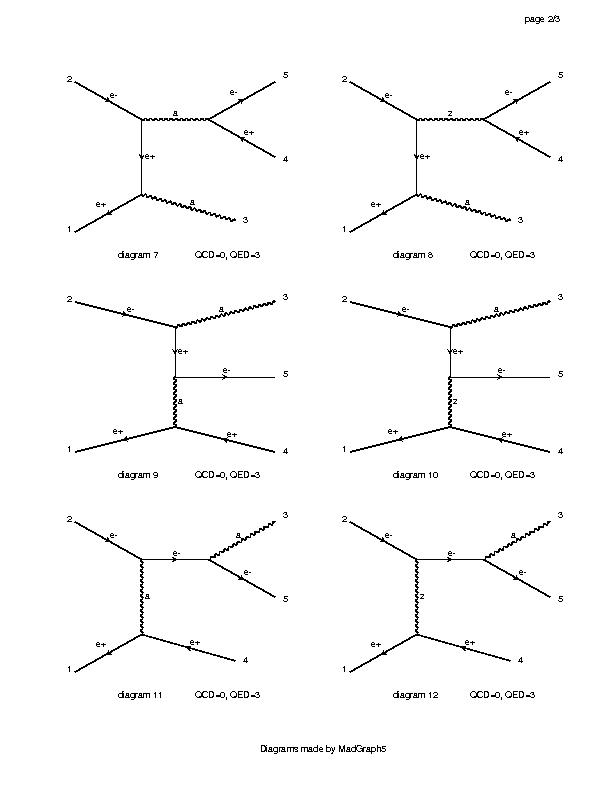 page 2/3
2 e- a e- 5
e+ e+ 4
e+ a 3
1
diagram 7 QCD=0, QED=3
2 e- z e- 5
e+ e+ 4
e+ a 3
1
diagram 8 QCD=0, QED=3
2 e- a 3
e+
e- 5
a
e+ e+
1 4
diagram 9 QCD=0, QED=3
2 e- a 3
e+
e- 5
z
e+ e+
1 4
diagram 10 QCD=0, QED=3
2 e- a 3
e- e- 5
a
e+ e+ 4
1
diagram 11 QCD=0, QED=3
2 e- a 3
e- e- 5
z
e+ e+ 4
1
diagram 12 QCD=0, QED=3
Diagrams made by MadGraph5